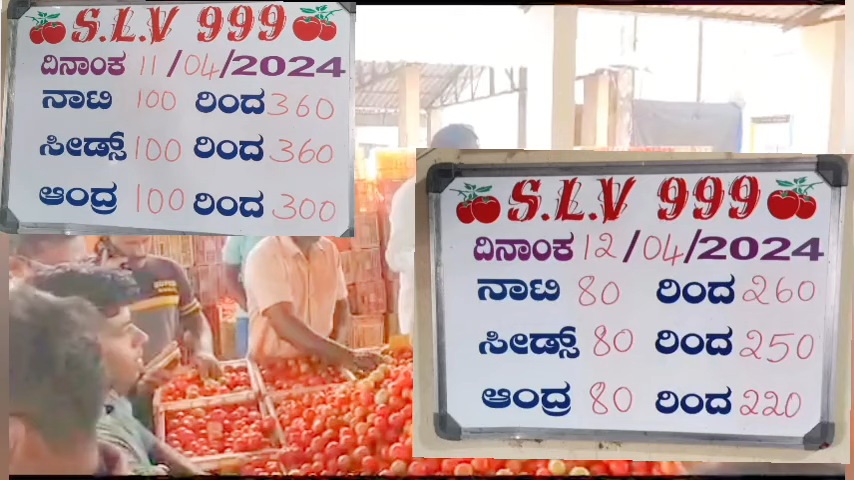 S.L.V 999
ದಿನಾಂಕ 11/04/2024
ನಾಟಿ 100 ರಿಂದ 360
ಸೀಡ್ಸ್ 100 ರಿಂದ 360
ಆಂದ್ರ 100 ರಿಂದ 300
S.L.V 999
ದಿನಾಂಕ 12/04/2024
ನಾಟಿ 80 ರಿಂದ 260
ಸೀಡ್ಸ್ 80 ರಿಂದ 250
ಆಂದ್ರ 80 ರಿಂದ 220